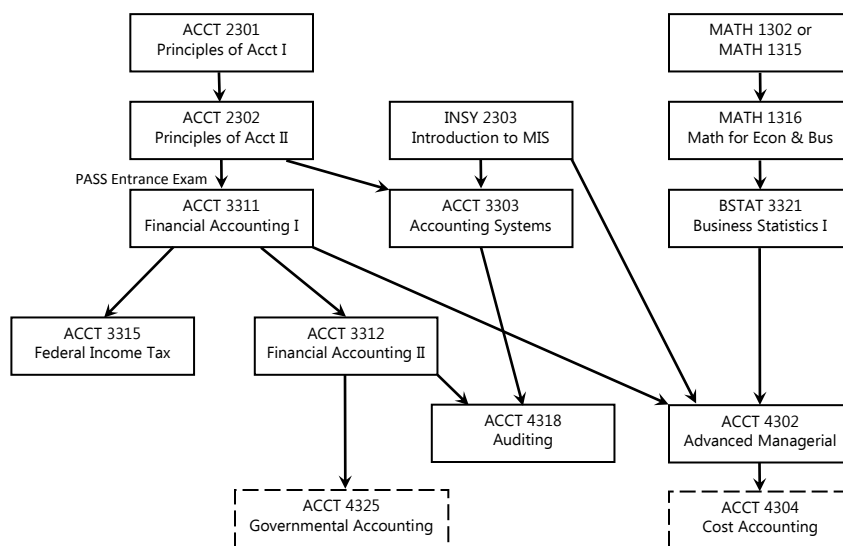 ACCT 2301
Principles of Acct I
MATH 1302 or
MATH 1315
ACCT 2302
Principles of Acct II
INSY 2303
Introduction to MIS
MATH 1316
Math for Econ & Bus
PASS Entrance Exam
ACCT 3311
Financial Accounting I
ACCT 3303
Accounting Systems
BSTAT 3321
Business Statistics I
ACCT 3315
Federal Income Tax
ACCT 3312
Financial Accounting II
ACCT 4318
Auditing
ACCT 4302
Advanced Managerial
ACCT 4325
Governmental Accounting
ACCT 4304
Cost Accounting